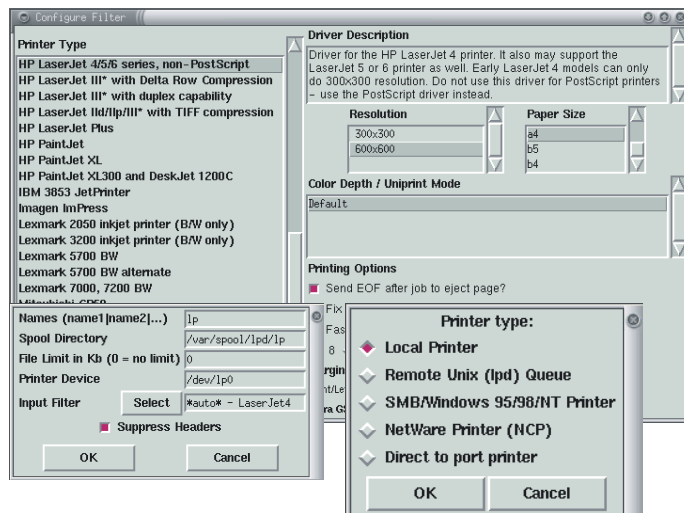 Configure Filter
Printer Type
HP LaserJet 4/5/6 series, non-PostScript
HP LaserJet III* with Delta Row Compression
HP LaserJet III* with duplex capability
HP LaserJet IId/IIp/III* with TIFF compression
HP LaserJet Plus
HP PaintJet
HP PaintJet XL
HP PaintJet XL300 and DeskJet 1200C
IBM 3853 JetPrinter
Imagen ImPress
Lexmark 2050 inkjet printer (B/W only)
Lexmark 3200 inkjet printer (B/W only)
Lexmark 5700 BW
Lexmark 5700 BW alternate
Lexmark 7000, 7200 BW
Driver Description
Driver for the HP LaserJet 4 printer. It also may support the
LaserJet 5 or 6 printer as well. Early LaserJet 4 models can only
do 300x300 resolution. Do not use this driver for PostScript printers
- use the PostScript driver instead.
Resolution
300x300
600x600
Paper Size
a4
b5
b4
Color Depth / Uniprint Mode
Default
Printing Options
Send EOF after job to eject page?
Fix
Fas
8
Names (name1|name2|...) lp
Spool Directory /var/spool/lpd/lp
File Limit in Kb (0 = no limit) 0
Printer Device /dev/lp0
Input Filter Select *auto* - LaserJet4
Suppress Headers
OK Cancel
Printer type:
Local Printer
Remote Unix (lpd) Queue
SMB/Windows 95/98/NT Printer
NetWare Printer (NCP)
Direct to port printer
OK Cancel